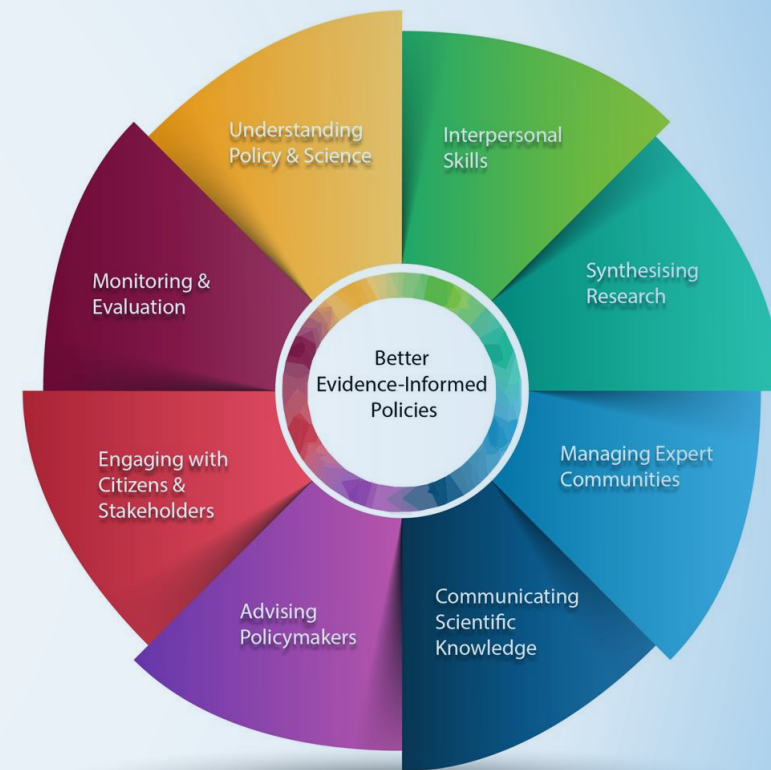 Understanding
Policy & Science
Interpersonal
Skills
Synthesising
Research
Managing Expert
Communities
Communicating
Scientific
Knowledge
Advising
Policymakers
Engaging with
Citizens &
Stakeholders
Monitoring &
Evaluation
Better
Evidence-Informed
Policies